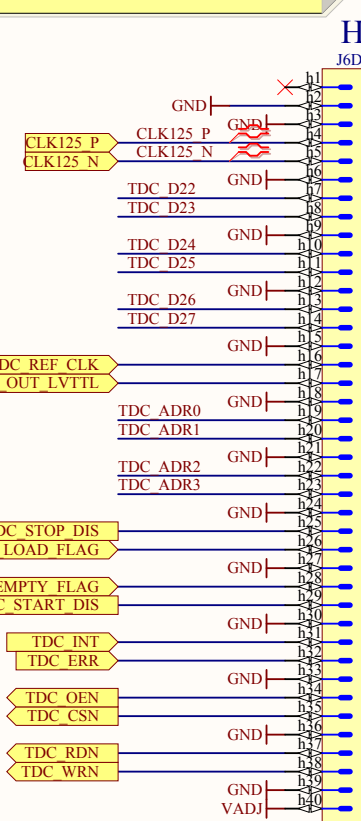 H
J6D
h1
GND h2
GND h3
CLK125_P CLK125_P h4
CLK125_N CLK125_N h5
GND h6
TDC_D22 h7
TDC_D23 h8
GND h9
TDC_D24 h10
TDC_D25 h11
GND h12
TDC_D26 h13
TDC_D27 h14
GND h15
DC_REF_CLK h16
OUT_LVTTL h17
GND h18
TDC_ADR0 h19
TDC_ADR1 h20
GND h21
TDC_ADR2 h22
TDC_ADR3 h23
GND h24
DC_STOP_DIS h25
LOAD_FLAG h26
GND h27
EMPTY_FLAG h28
C_START_DIS h29
GND h30
TDC_INT h31
TDC_ERR h32
GND h33
TDC_OEN h34
TDC_CSN h35
GND h36
TDC_RDN h37
TDC_WRN h38
GND h39
VADJ h40